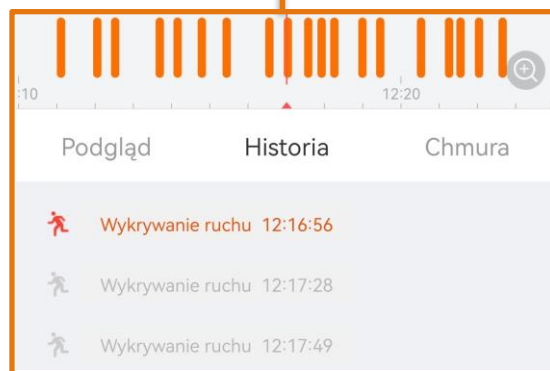 :10
12:20
Podgląd
Historia
Chmura
Wykrywanie ruchu 12:16:56
Wykrywanie ruchu 12:17:28
Wykrywanie ruchu 12:17:49